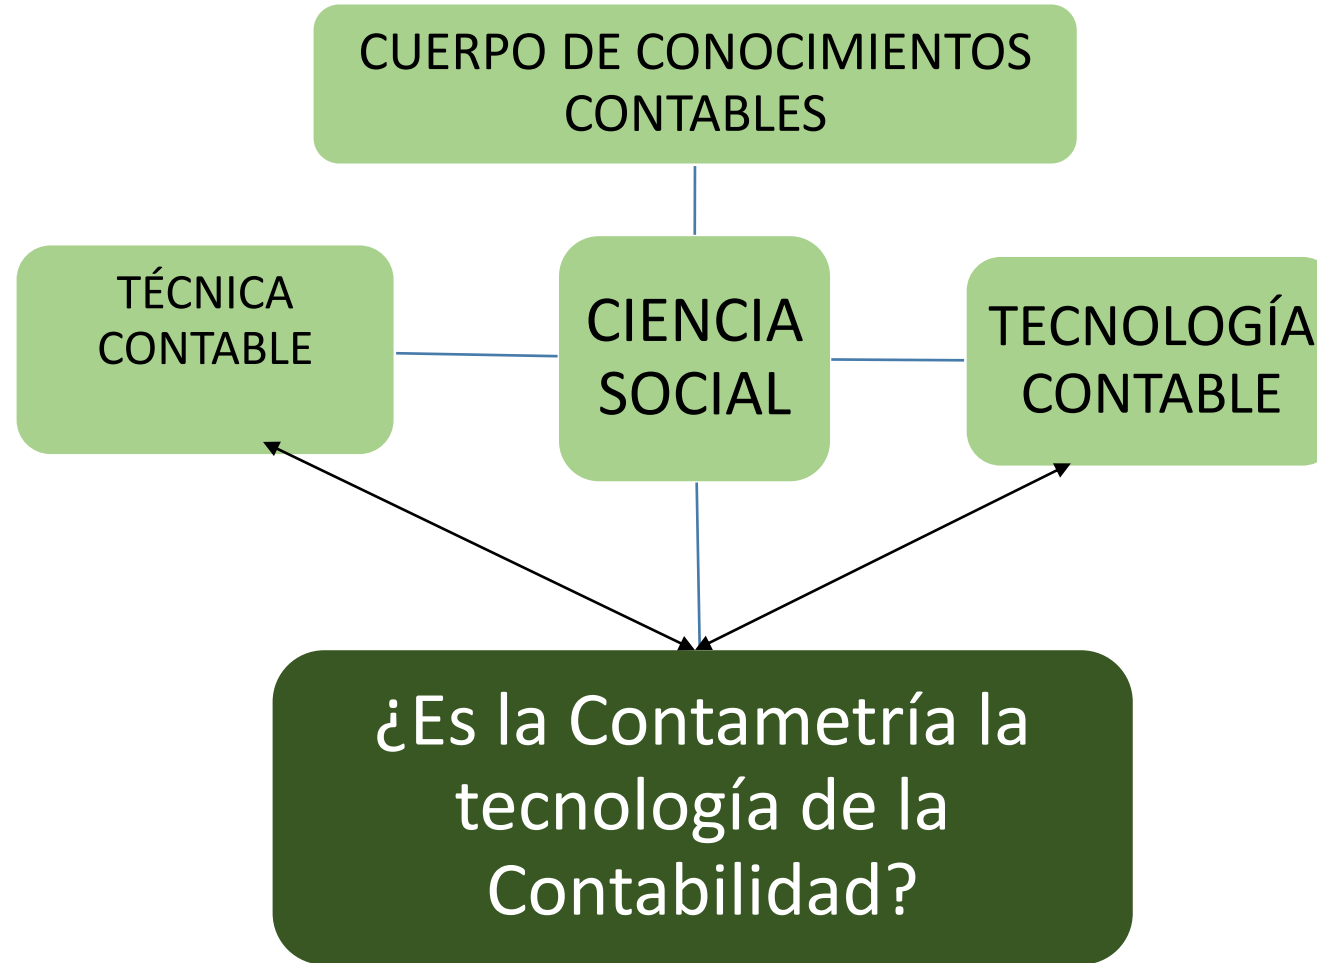 CUERPO DE CONOCIMIENTOS
CONTABLES
TÉCNICA
CONTABLE
CIENCIA
SOCIAL
TECNOLOGÍA
CONTABLE
¿Es la Contametría la
tecnología de la
Contabilidad?